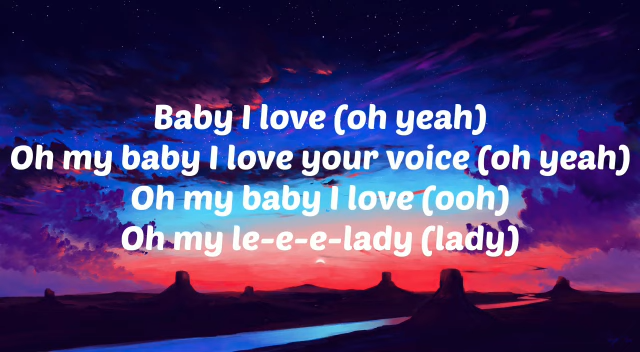 Baby I love (oh yeah)
Oh my baby I love your voice (oh yeah)
Oh my baby I love (ooh)
Oh my le-e-e-lady (lady)